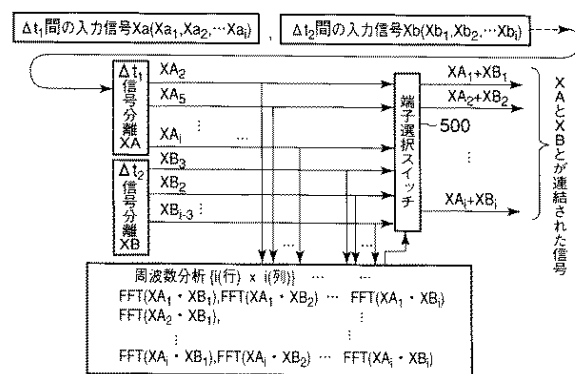 Δt₁間の入力信号Xa(Xa₁,Xa₂,…Xaᵢ)
,
Δt₂間の入力信号Xb(Xb₁,Xb₂,…Xbᵢ)
Δt₁
信号分離
XA
XA₂
XA₅
⋮
XAᵢ
…
Δt₂
信号分離
XB
XB₃
XB₂
XBᵢ₋₃
⋮
…
…
端子選択スイッチ
500
XA₁+XB₁
XA₂+XB₂
⋮
XAᵢ+XBᵢ
XAとXBとが連結された信号
周波数分析 {i(行) x i(列)} … …
FFT(XA₁・XB₁),FFT(XA₁・XB₂) … FFT(XA₁・XBᵢ)
FFT(XA₂・XB₁), ⋮
⋮
FFT(XAᵢ・XB₁),FFT(XAᵢ・XB₂) … FFT(XAᵢ・XBᵢ)